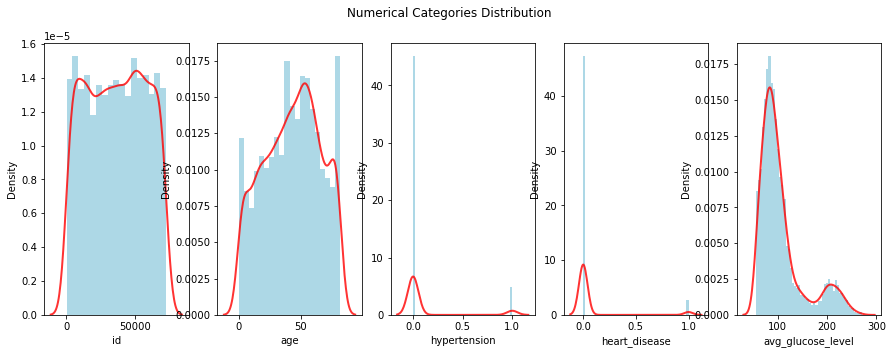 Numerical Categories Distribution
1e−5
1.6
1.4
1.2
1.0
0.8
0.6
0.4
0.2
0.0
Density
0 50000
id
0.0175
0.0150
0.0125
0.0100
0.0075
0.0050
0.0025
0.0000
Density
0 50
age
40
30
20
10
0
Density
0.0 0.5 1.0
hypertension
50
40
30
20
10
0
Density
0.0 0.5 1.0
heart_disease
0.0175
0.0150
0.0125
0.0100
0.0075
0.0050
0.0025
0.0000
Density
100 200 300
avg_glucose_level